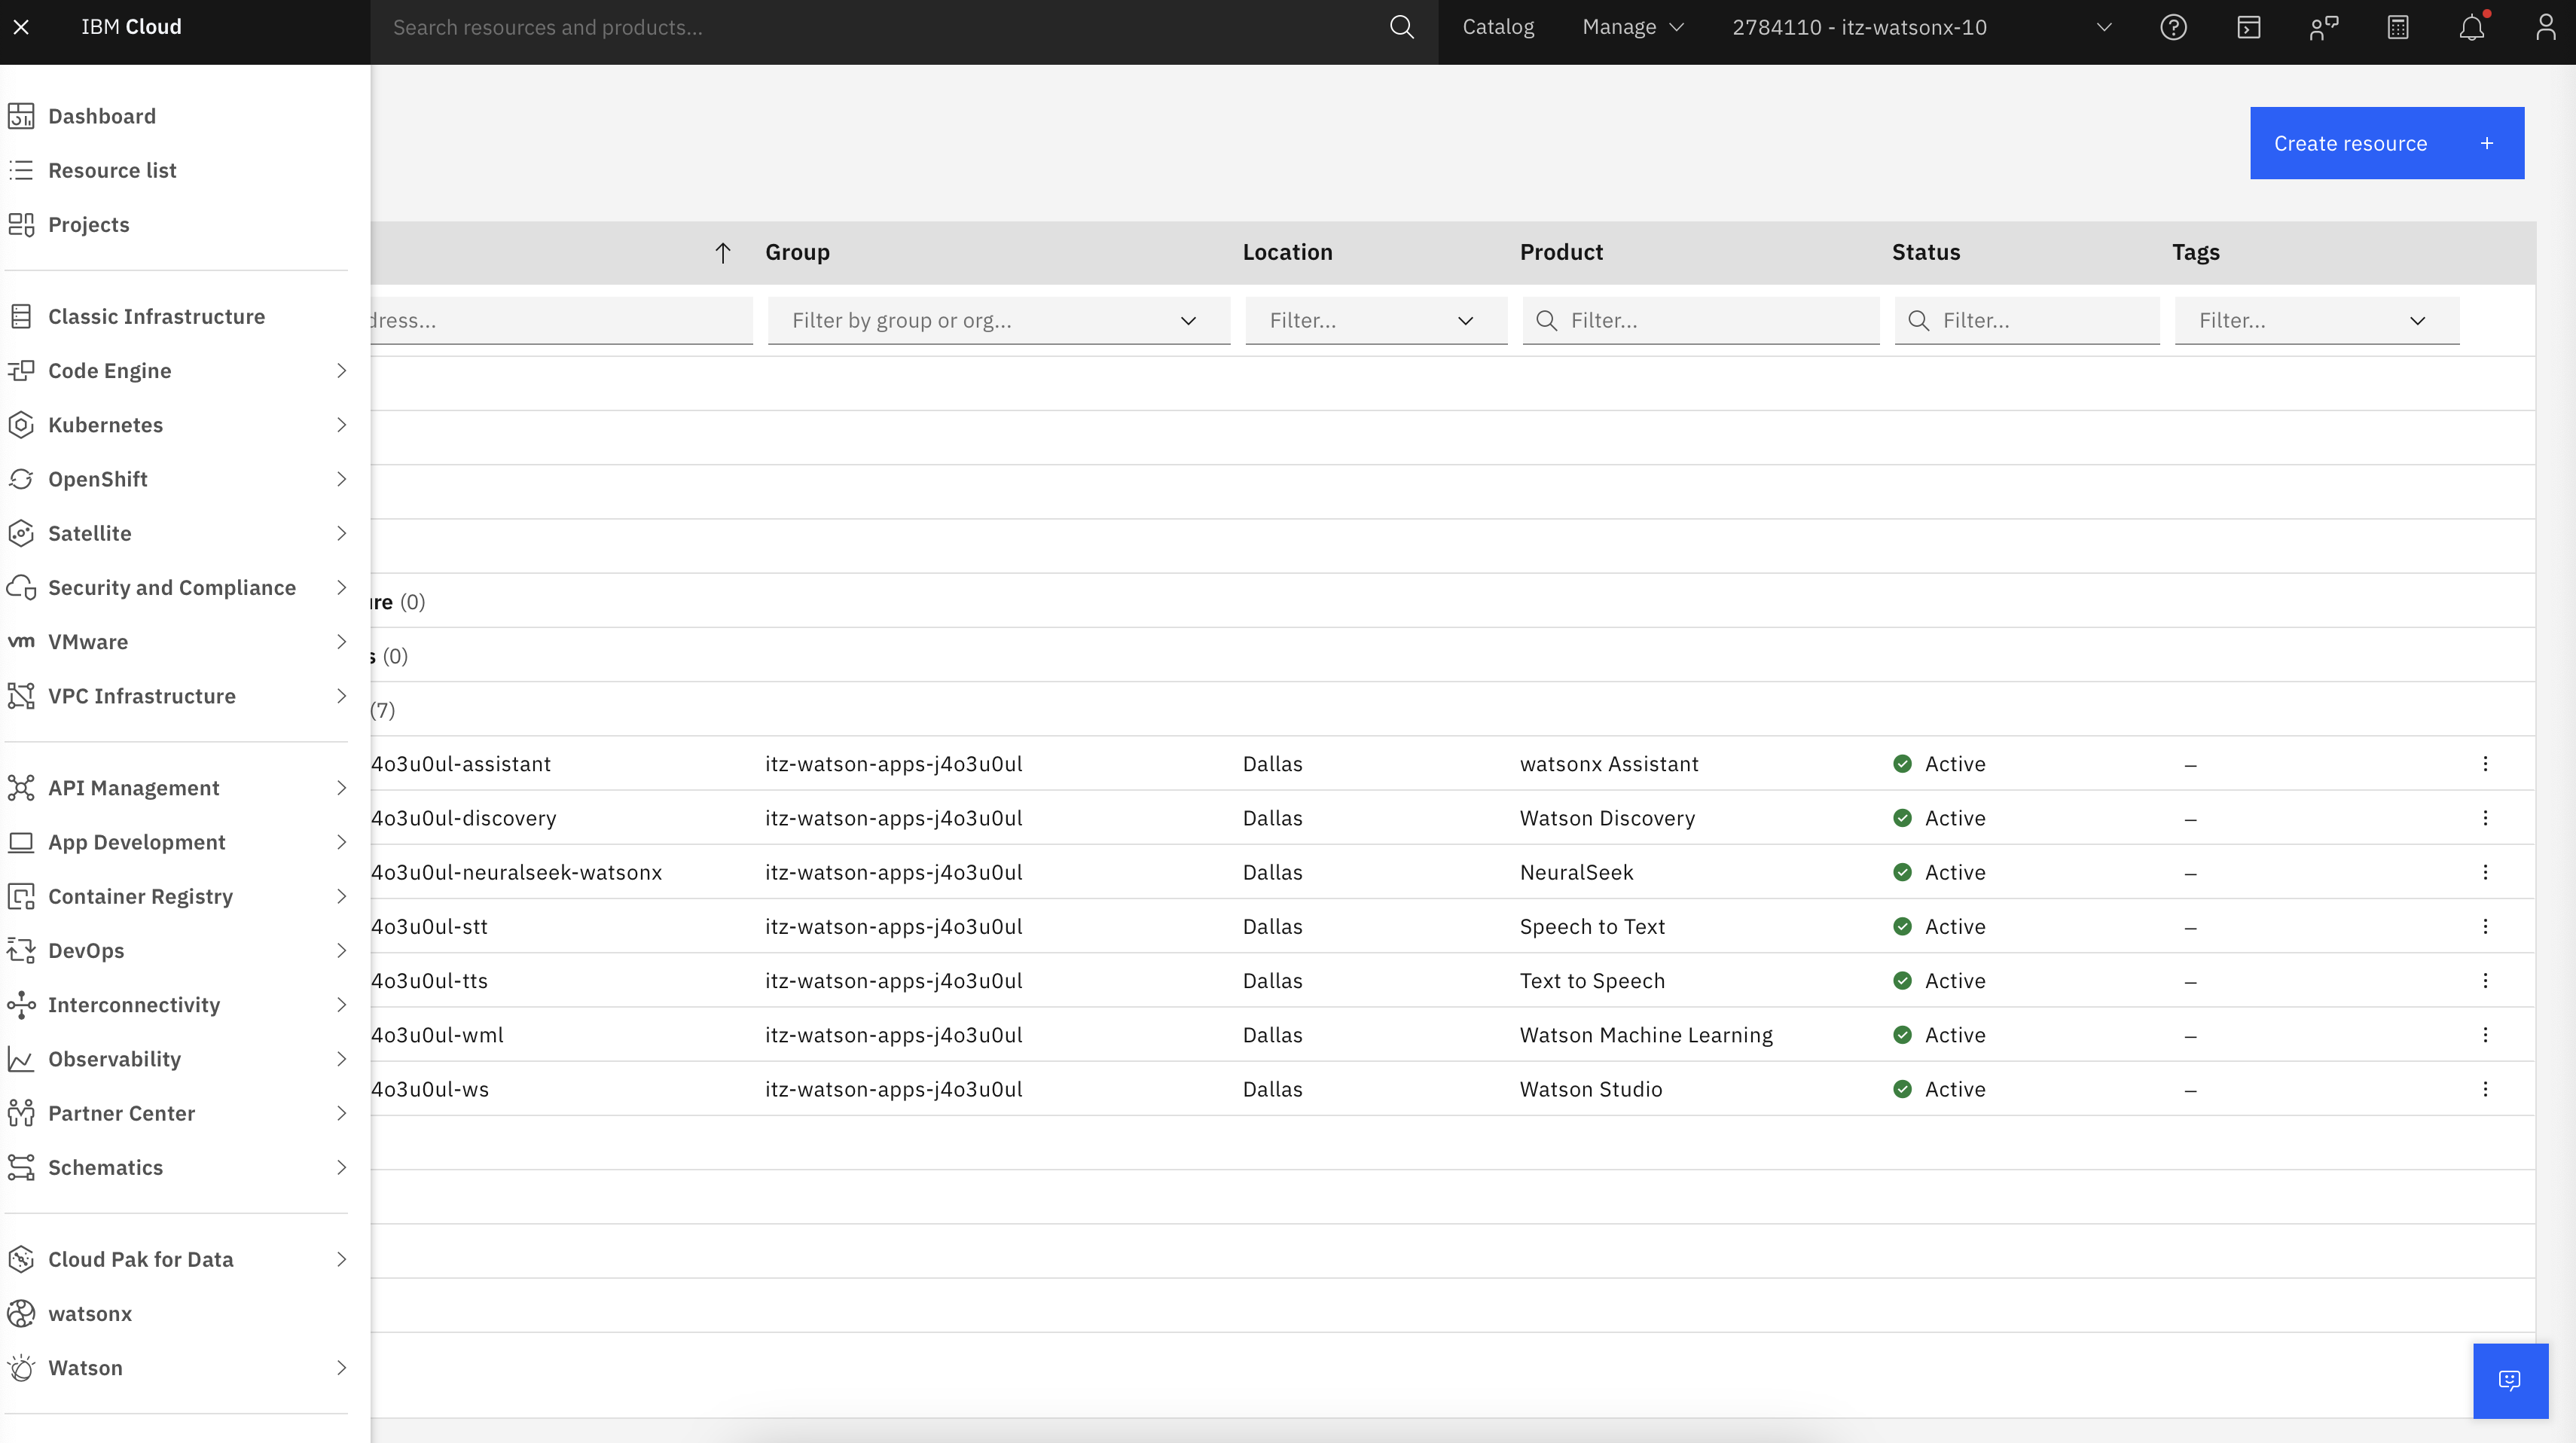 IBM Cloud
Search resources and products...
Catalog
Manage
2784110 - itz-watsonx-10
Dashboard
Resource list
Projects
Classic Infrastructure
Code Engine
Kubernetes
OpenShift
Satellite
Security and Compliance
vm VMware
VPC Infrastructure
API Management
App Development
Container Registry
DevOps
Interconnectivity
Observability
Partner Center
Schematics
Cloud Pak for Data
watsonx
Watson
Create resource +
Group Location Product Status Tags
dress... Filter by group or org... Filter... Filter... Filter... Filter...
re (0)
s (0)
(7)
4o3u0ul-assistant itz-watson-apps-j4o3u0ul Dallas watsonx Assistant Active –
4o3u0ul-discovery itz-watson-apps-j4o3u0ul Dallas Watson Discovery Active –
4o3u0ul-neuralseek-watsonx itz-watson-apps-j4o3u0ul Dallas NeuralSeek Active –
4o3u0ul-stt itz-watson-apps-j4o3u0ul Dallas Speech to Text Active –
4o3u0ul-tts itz-watson-apps-j4o3u0ul Dallas Text to Speech Active –
4o3u0ul-wml itz-watson-apps-j4o3u0ul Dallas Watson Machine Learning Active –
4o3u0ul-ws itz-watson-apps-j4o3u0ul Dallas Watson Studio Active –